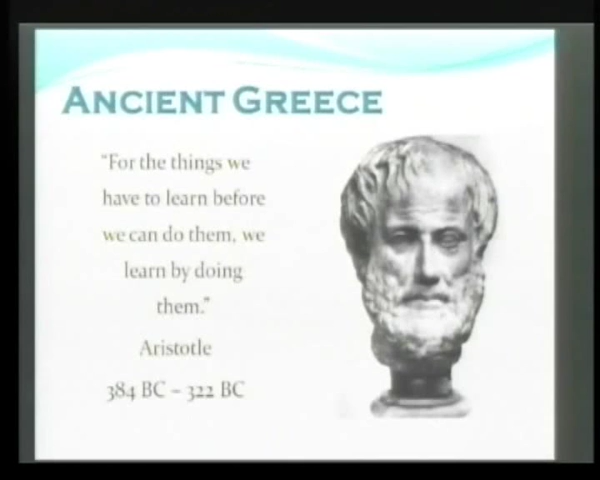 ANCIENT GREECE
"For the things we
have to learn before
we can do them, we
learn by doing
them."
Aristotle
384 BC – 322 BC